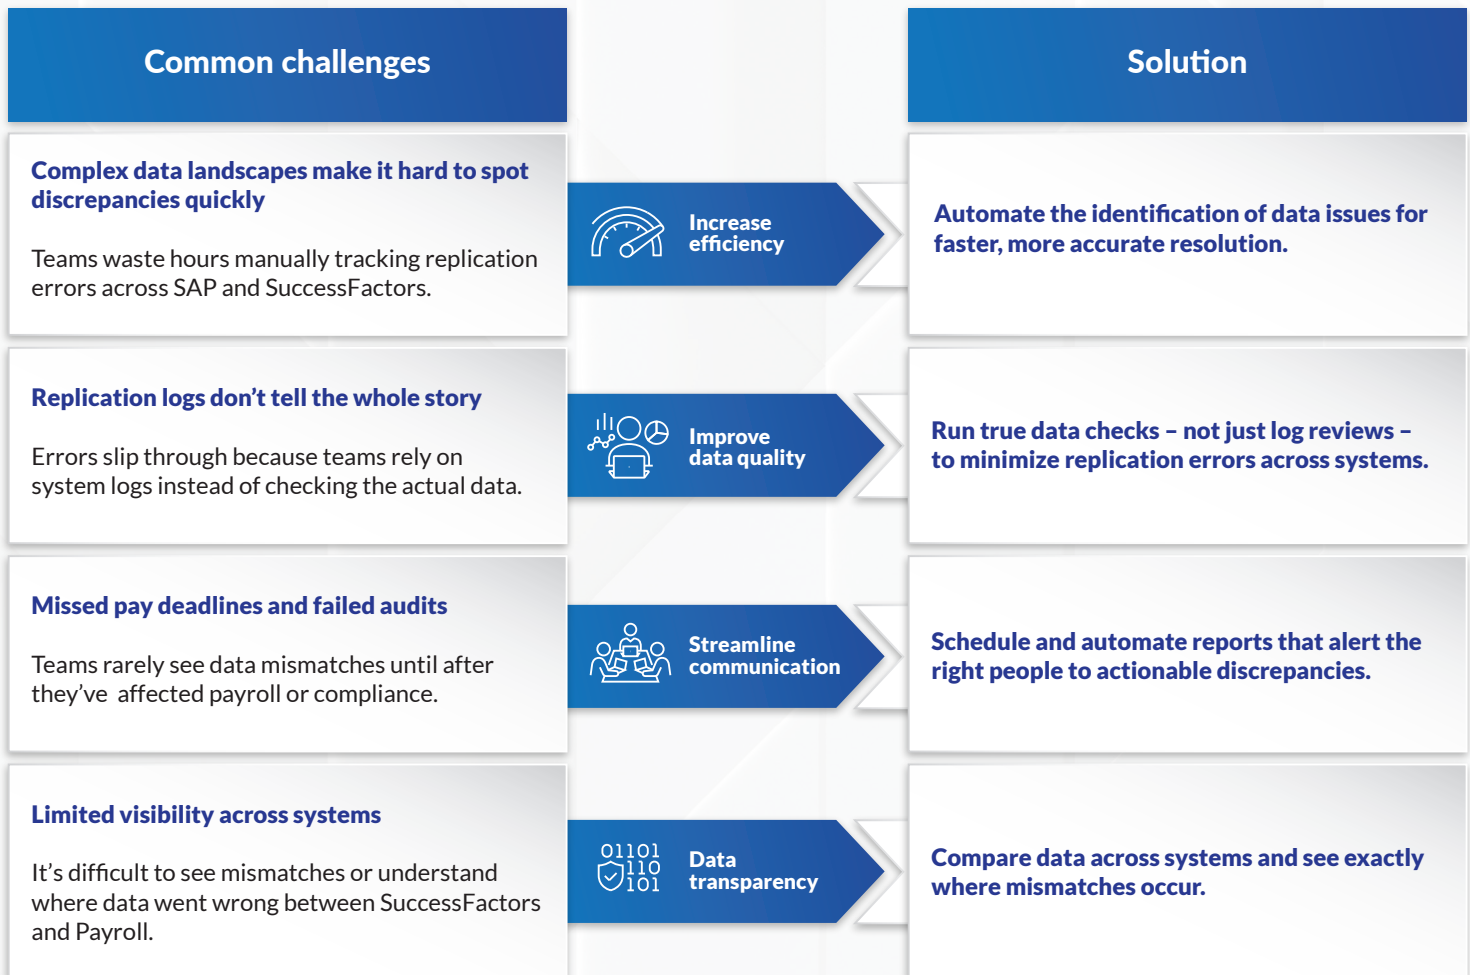 Common challenges
Solution
Complex data landscapes make it hard to spot
discrepancies quickly
Teams waste hours manually tracking replication
errors across SAP and SuccessFactors.
Increase
efficiency
Automate the identification of data issues for
faster, more accurate resolution.
Replication logs don’t tell the whole story
Errors slip through because teams rely on
system logs instead of checking the actual data.
Improve
data quality
Run true data checks – not just log reviews –
to minimize replication errors across systems.
Missed pay deadlines and failed audits
Teams rarely see data mismatches until after
they’ve  affected payroll or compliance.
Streamline
communication
Schedule and automate reports that alert the
right people to actionable discrepancies.
Limited visibility across systems
It’s difficult to see mismatches or understand
where data went wrong between SuccessFactors
and Payroll.
01101
110
101
Data
transparency
Compare data across systems and see exactly
where mismatches occur.